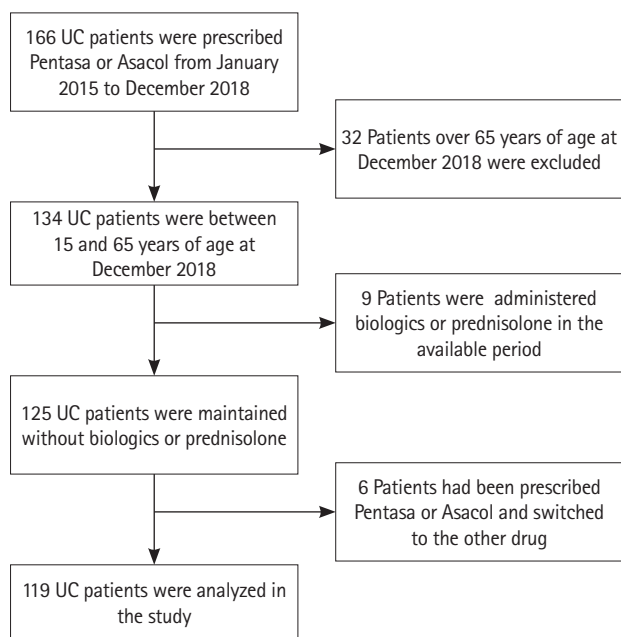 166 UC patients were prescribed
Pentasa or Asacol from January
2015 to December 2018
32 Patients over 65 years of age at
December 2018 were excluded
134 UC patients were between
15 and 65 years of age at
December 2018
9 Patients were administered
biologics or prednisolone in the
available period
125 UC patients were maintained
without biologics or prednisolone
6 Patients had been prescribed
Pentasa or Asacol and switched
to the other drug
119 UC patients were analyzed in
the study